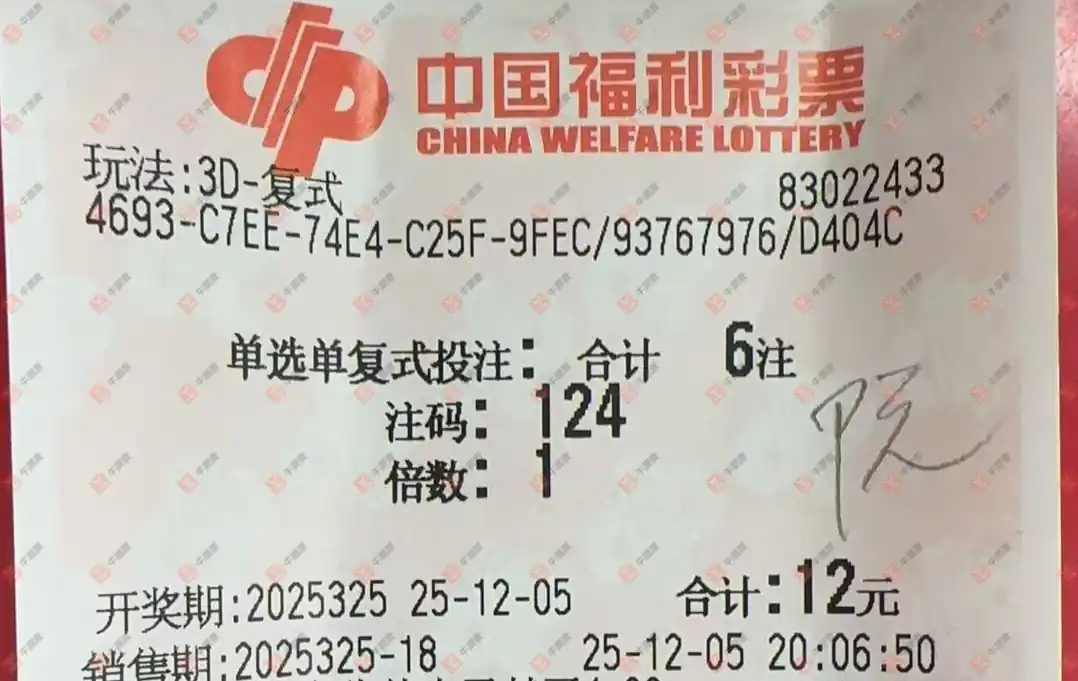 中国福利彩票
CHINA WELFARE LOTTERY
玩法:3D-复式 83022433
4693-C7EE-74E4-C25F-9FEC/93767976/D404C
单选单复式投注: 合计 6注
注码: 124
倍数: 1
开奖期:2025325 25-12-05 合计:12元
销售期:2025325-18 25-12-05 20:06:50